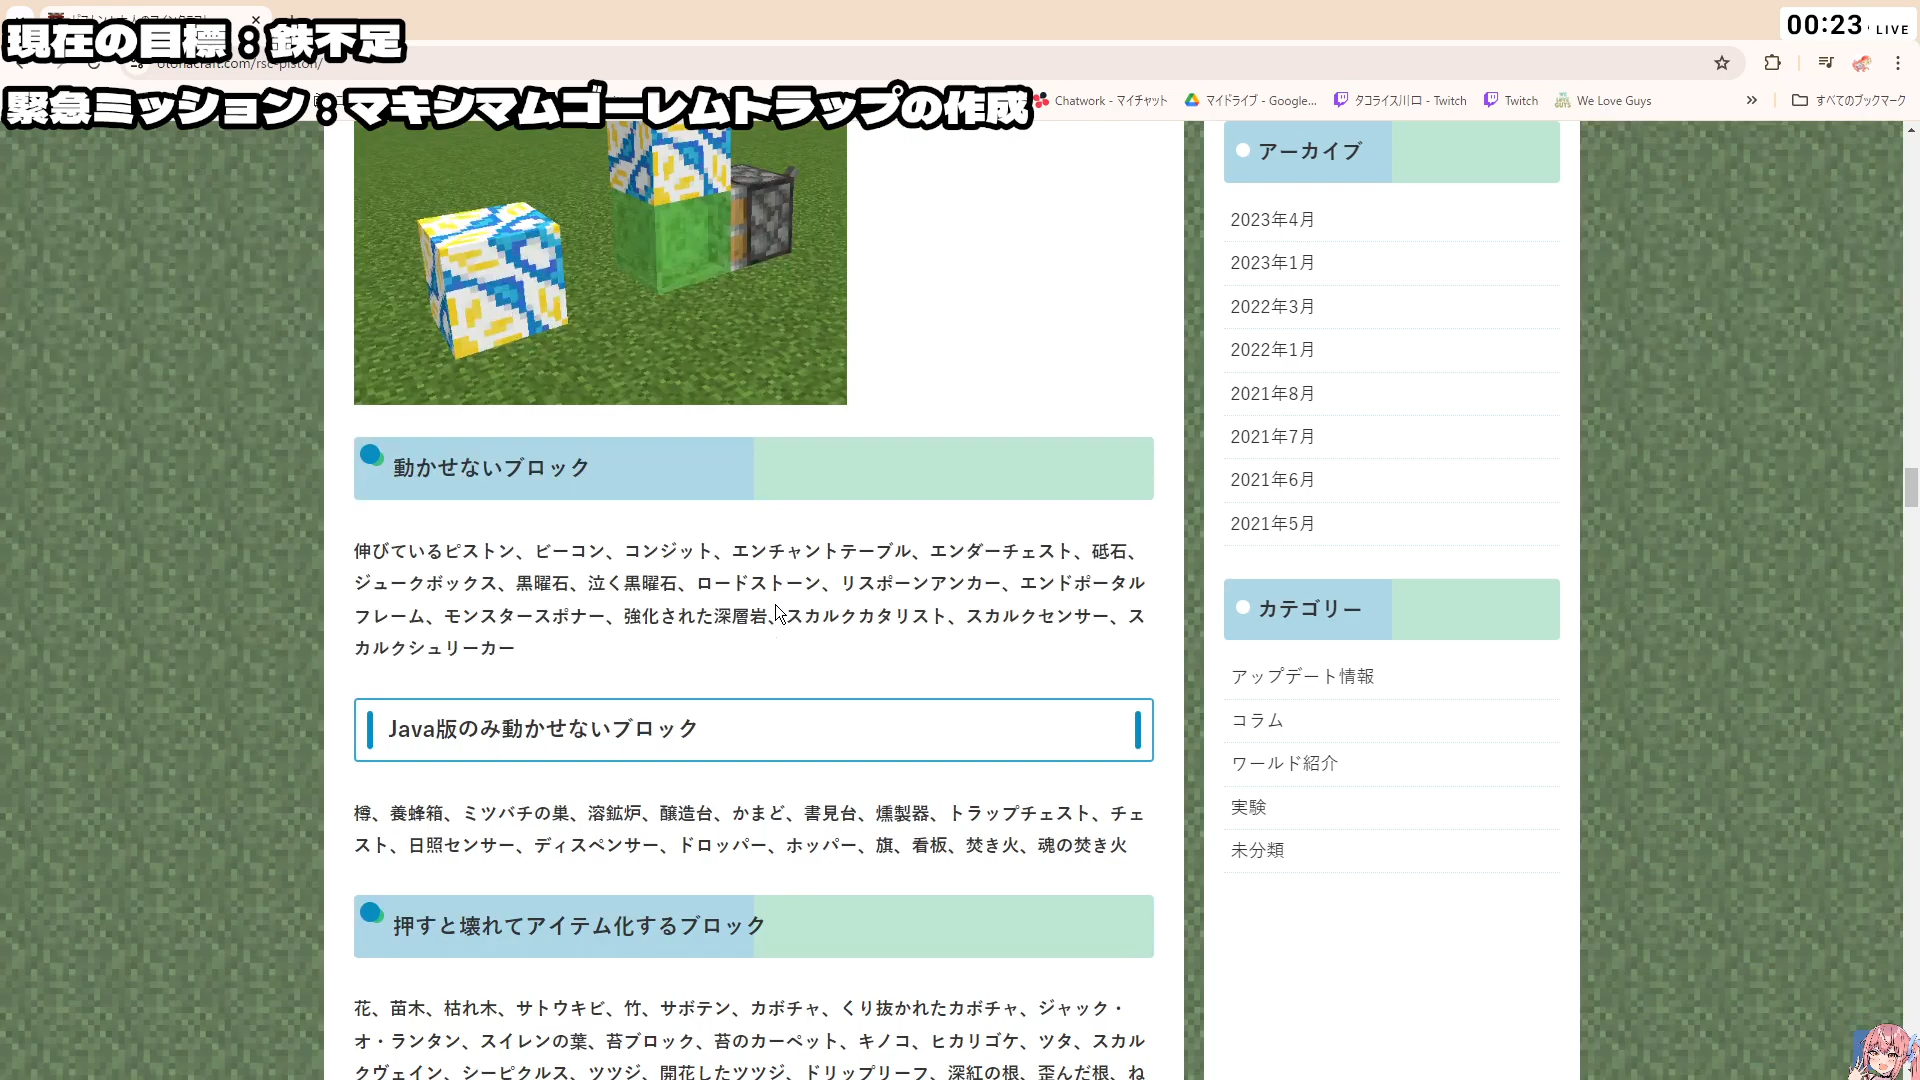 00:23 · LIVE
現在の目標：鉄不足
otonacraft.com/rsc-piston/
緊急ミッション：マキシマムゴーレムトラップの作成
Chatwork - マイチャット
マイドライブ - Google...
タコライス川口 - Twitch
Twitch
We Love Guys
»
すべてのブックマーク
動かせないブロック
伸びているピストン、ビーコン、コンジット、エンチャントテーブル、エンダーチェスト、砥石、
ジュークボックス、黒曜石、泣く黒曜石、ロードストーン、リスポーンアンカー、エンドポータル
フレーム、モンスタースポナー、強化された深層岩、スカルクカタリスト、スカルクセンサー、ス
カルクシュリーカー
Java版のみ動かせないブロック
樽、養蜂箱、ミツバチの巣、溶鉱炉、醸造台、かまど、書見台、燻製器、トラップチェスト、チェ
スト、日照センサー、ディスペンサー、ドロッパー、ホッパー、旗、看板、焚き火、魂の焚き火
押すと壊れてアイテム化するブロック
花、苗木、枯れ木、サトウキビ、竹、サボテン、カボチャ、くり抜かれたカボチャ、ジャック・
オ・ランタン、スイレンの葉、苔ブロック、苔のカーペット、キノコ、ヒカリゴケ、ツタ、スカル
クヴェイン、シーピクルス、ツツジ、開花したツツジ、ドリップリーフ、深紅の根、歪んだ根、ね
アーカイブ
2023年4月
2023年1月
2022年3月
2022年1月
2021年8月
2021年7月
2021年6月
2021年5月
カテゴリー
アップデート情報
コラム
ワールド紹介
実験
未分類